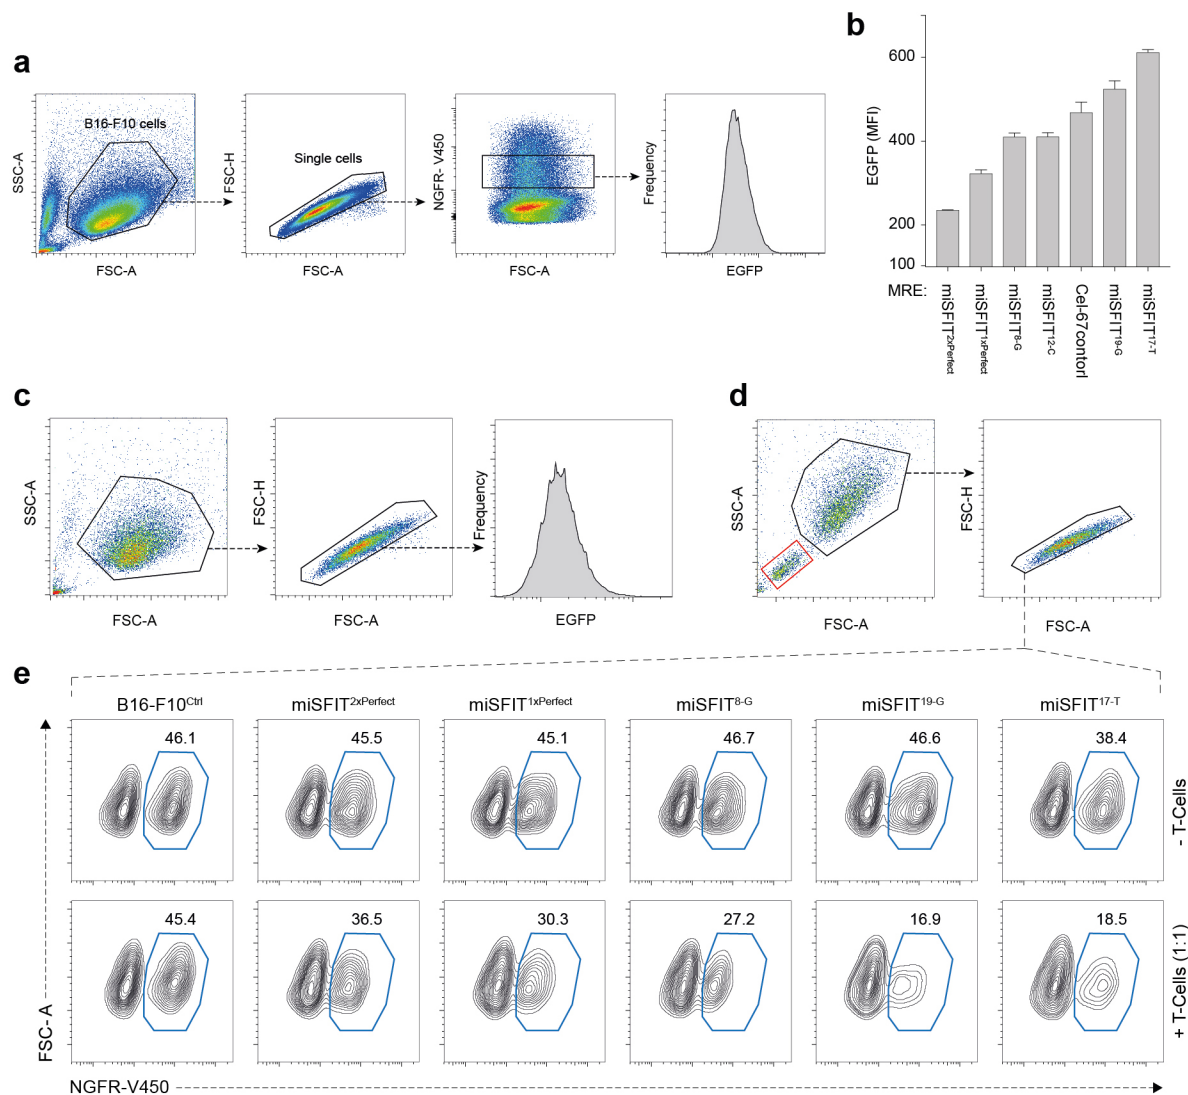 a
B16-F10 cells
SSC-A
FSC-A
Single cells
FSC-H
FSC-A
NGFR- V450
FSC-A
Frequency
EGFP
b
EGFP (MFI)
600
400
200
100
MRE:
miSFIT2xPerfect
miSFIT1xPerfect
miSFIT8-G
miSFIT12-C
Cel-67contorl
miSFIT19-G
miSFIT17-T
c
SSC-A
FSC-A
FSC-H
FSC-A
Frequency
EGFP
d
SSC-A
FSC-A
FSC-H
FSC-A
e
B16-F10Ctrl
miSFIT2xPerfect
miSFIT1xPerfect
miSFIT8-G
miSFIT19-G
miSFIT17-T
46.1
45.5
45.1
46.7
46.6
38.4
- T-Cells
45.4
36.5
30.3
27.2
16.9
18.5
+ T-Cells (1:1)
FSC- A
NGFR-V450